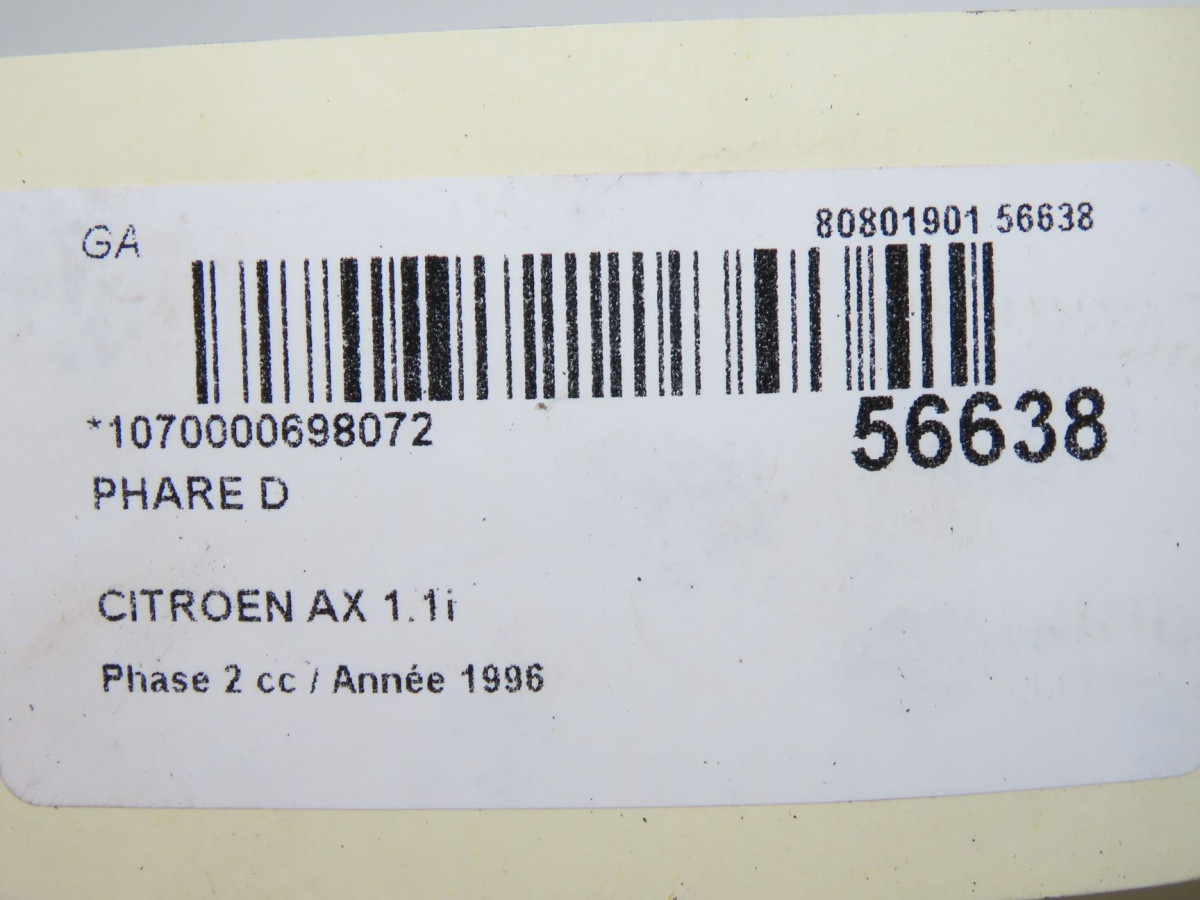 GA
80801901 56638
*1070000698072
56638
PHARE D
CITROEN AX 1.1i
Phase 2 cc / Année 1996